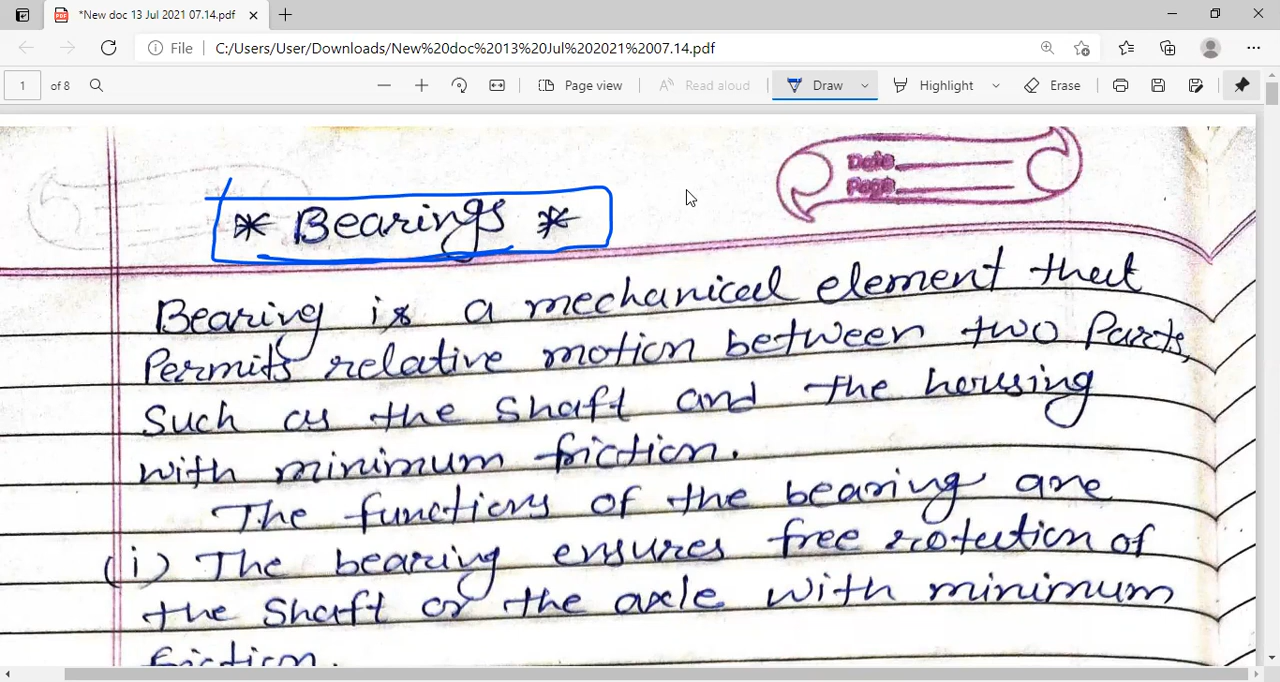 *New doc 13 Jul 2021 07.14.pdf
File C:/Users/User/Downloads/New%20doc%2013%20Jul%202021%2007.14.pdf
1 of 8 Page view Read aloud Draw Highlight Erase
Date
Page
* Bearings *
Bearing is a mechanical element that
Permits relative motion between two Parts,
Such as the Shaft and the housing
with minimum friction.
The functions of the bearing are
(i) The bearing ensures free rotation of
the Shaft or the axle with minimum
friction.